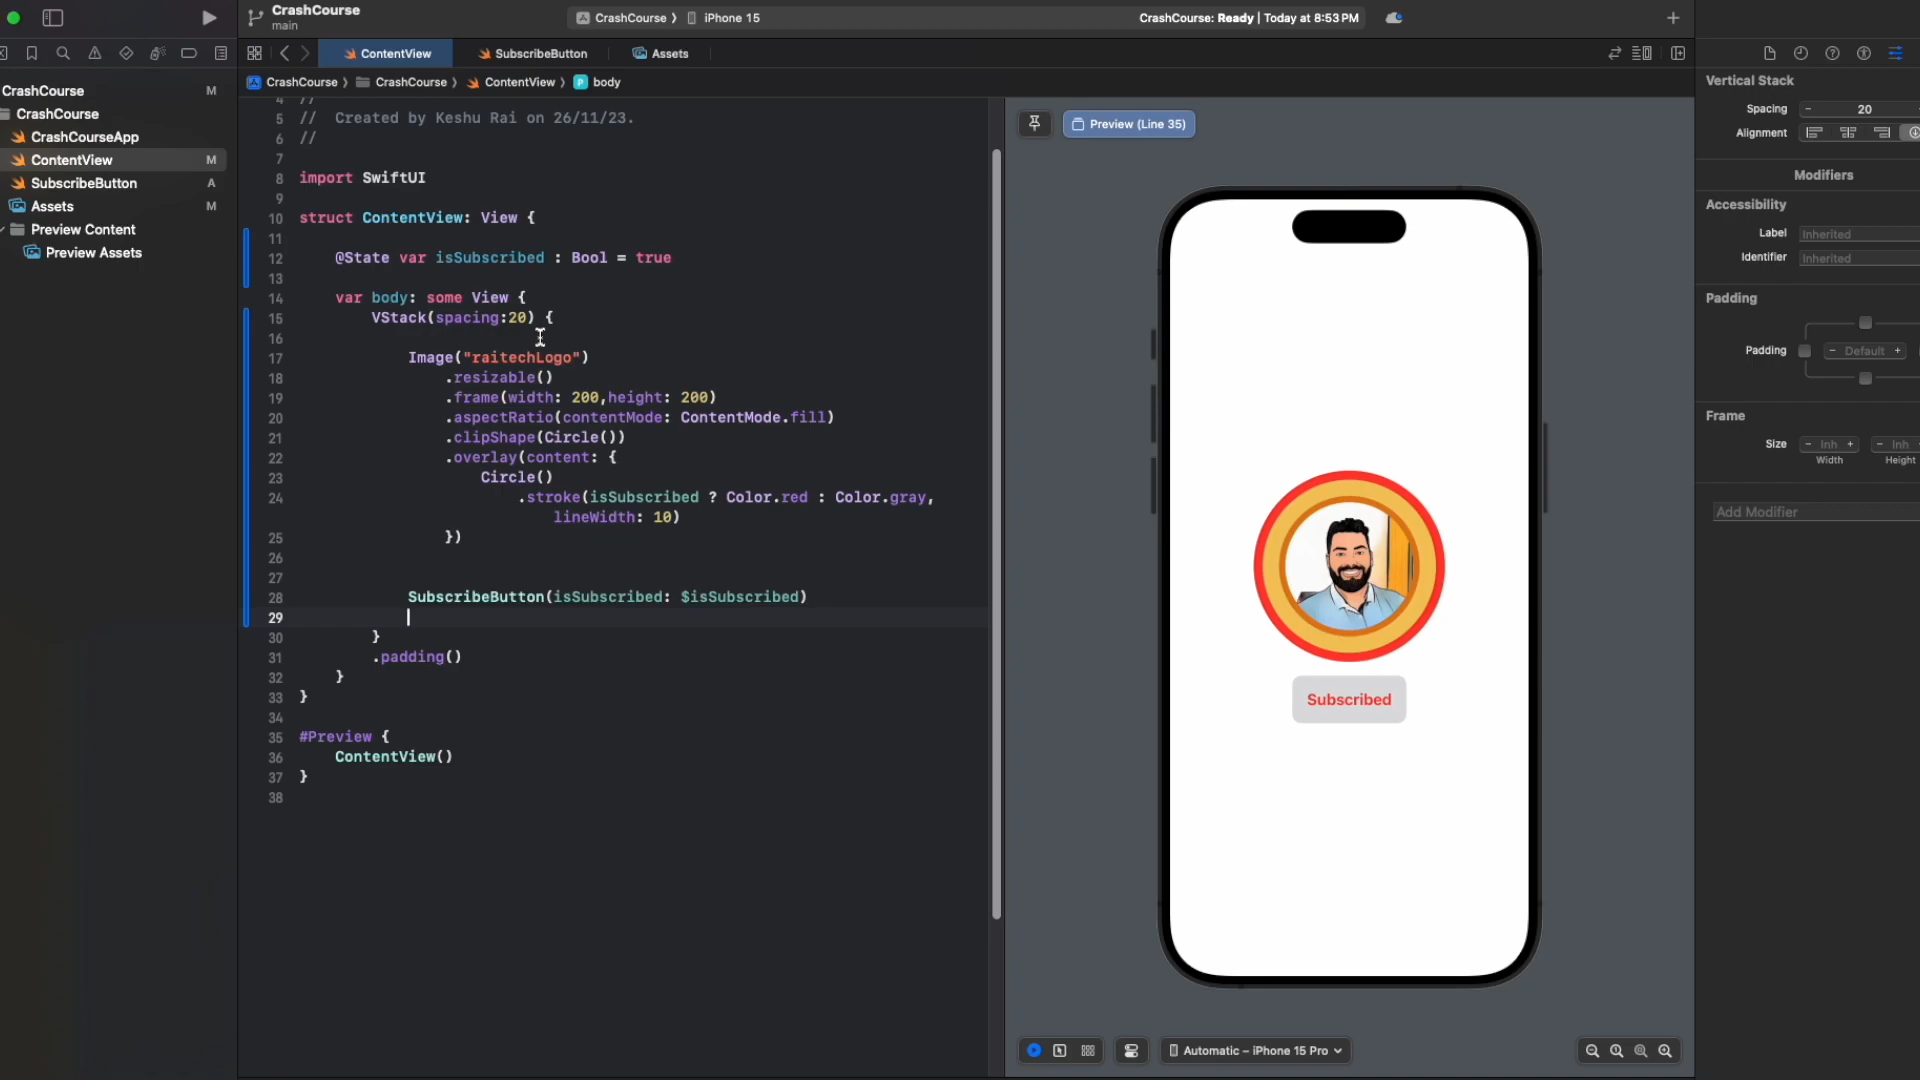 CrashCourse
main
CrashCourse ⟩ iPhone 15
CrashCourse: Ready | Today at 8:53 PM
ContentView
SubscribeButton
Assets
CrashCourse ⟩ CrashCourse ⟩ ContentView ⟩ P body
CrashCourse M
CrashCourse
CrashCourseApp
ContentView M
SubscribeButton A
Assets M
Preview Content
Preview Assets
4 //
5 // Created by Keshu Rai on 26/11/23.
6 //
7
8 import SwiftUI
9
10 struct ContentView: View {
11
12 @State var isSubscribed : Bool = true
13
14 var body: some View {
15 VStack(spacing:20) {
16
17 Image("raitechLogo")
18 .resizable()
19 .frame(width: 200,height: 200)
20 .aspectRatio(contentMode: ContentMode.fill)
21 .clipShape(Circle())
22 .overlay(content: {
23 Circle()
24 .stroke(isSubscribed ? Color.red : Color.gray,
lineWidth: 10)
25 })
26
27
28 SubscribeButton(isSubscribed: $isSubscribed)
29
30 }
31 .padding()
32 }
33 }
34
35 #Preview {
36 ContentView()
37 }
38
Preview (Line 35)
Subscribed
Automatic – iPhone 15 Pro
Vertical Stack
Spacing − 20
Alignment
Modifiers
Accessibility
Label Inherited
Identifier Inherited
Padding
Padding − Default +
Frame
Size − Inh + − Inh
Width Height
Add Modifier